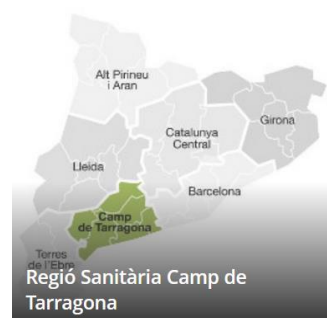 Alt Pirineu
i Aran
Girona
Catalunya
Central
Lleida
Barcelona
Camp
de Tarragona
Terres
de l'Ebre
Regió Sanitària Camp de
Tarragona